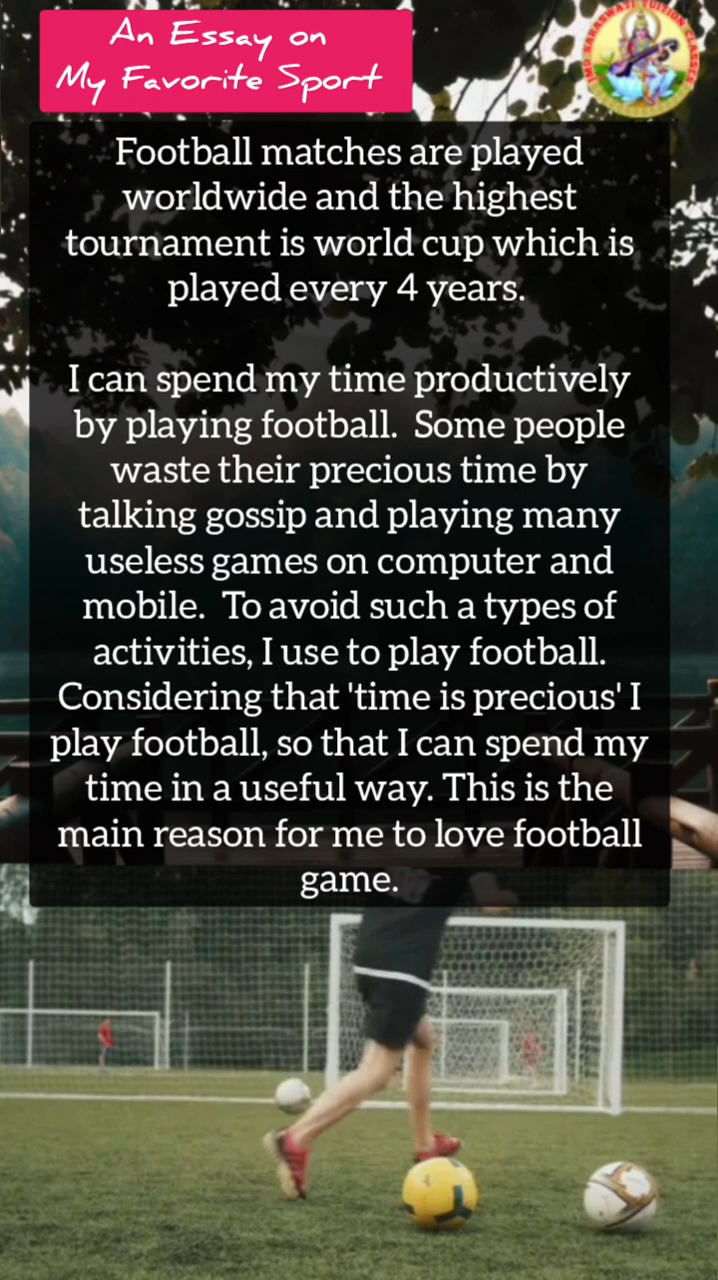 An Essay on
My Favorite Sport
MD SARASWATI TUITION CLASSES
Football matches are played
worldwide and the highest
tournament is world cup which is
played every 4 years.
I can spend my time productively
by playing football.  Some people
waste their precious time by
talking gossip and playing many
useless games on computer and
mobile.  To avoid such a types of
activities, I use to play football.
Considering that 'time is precious' I
play football, so that I can spend my
time in a useful way. This is the
main reason for me to love football
game.